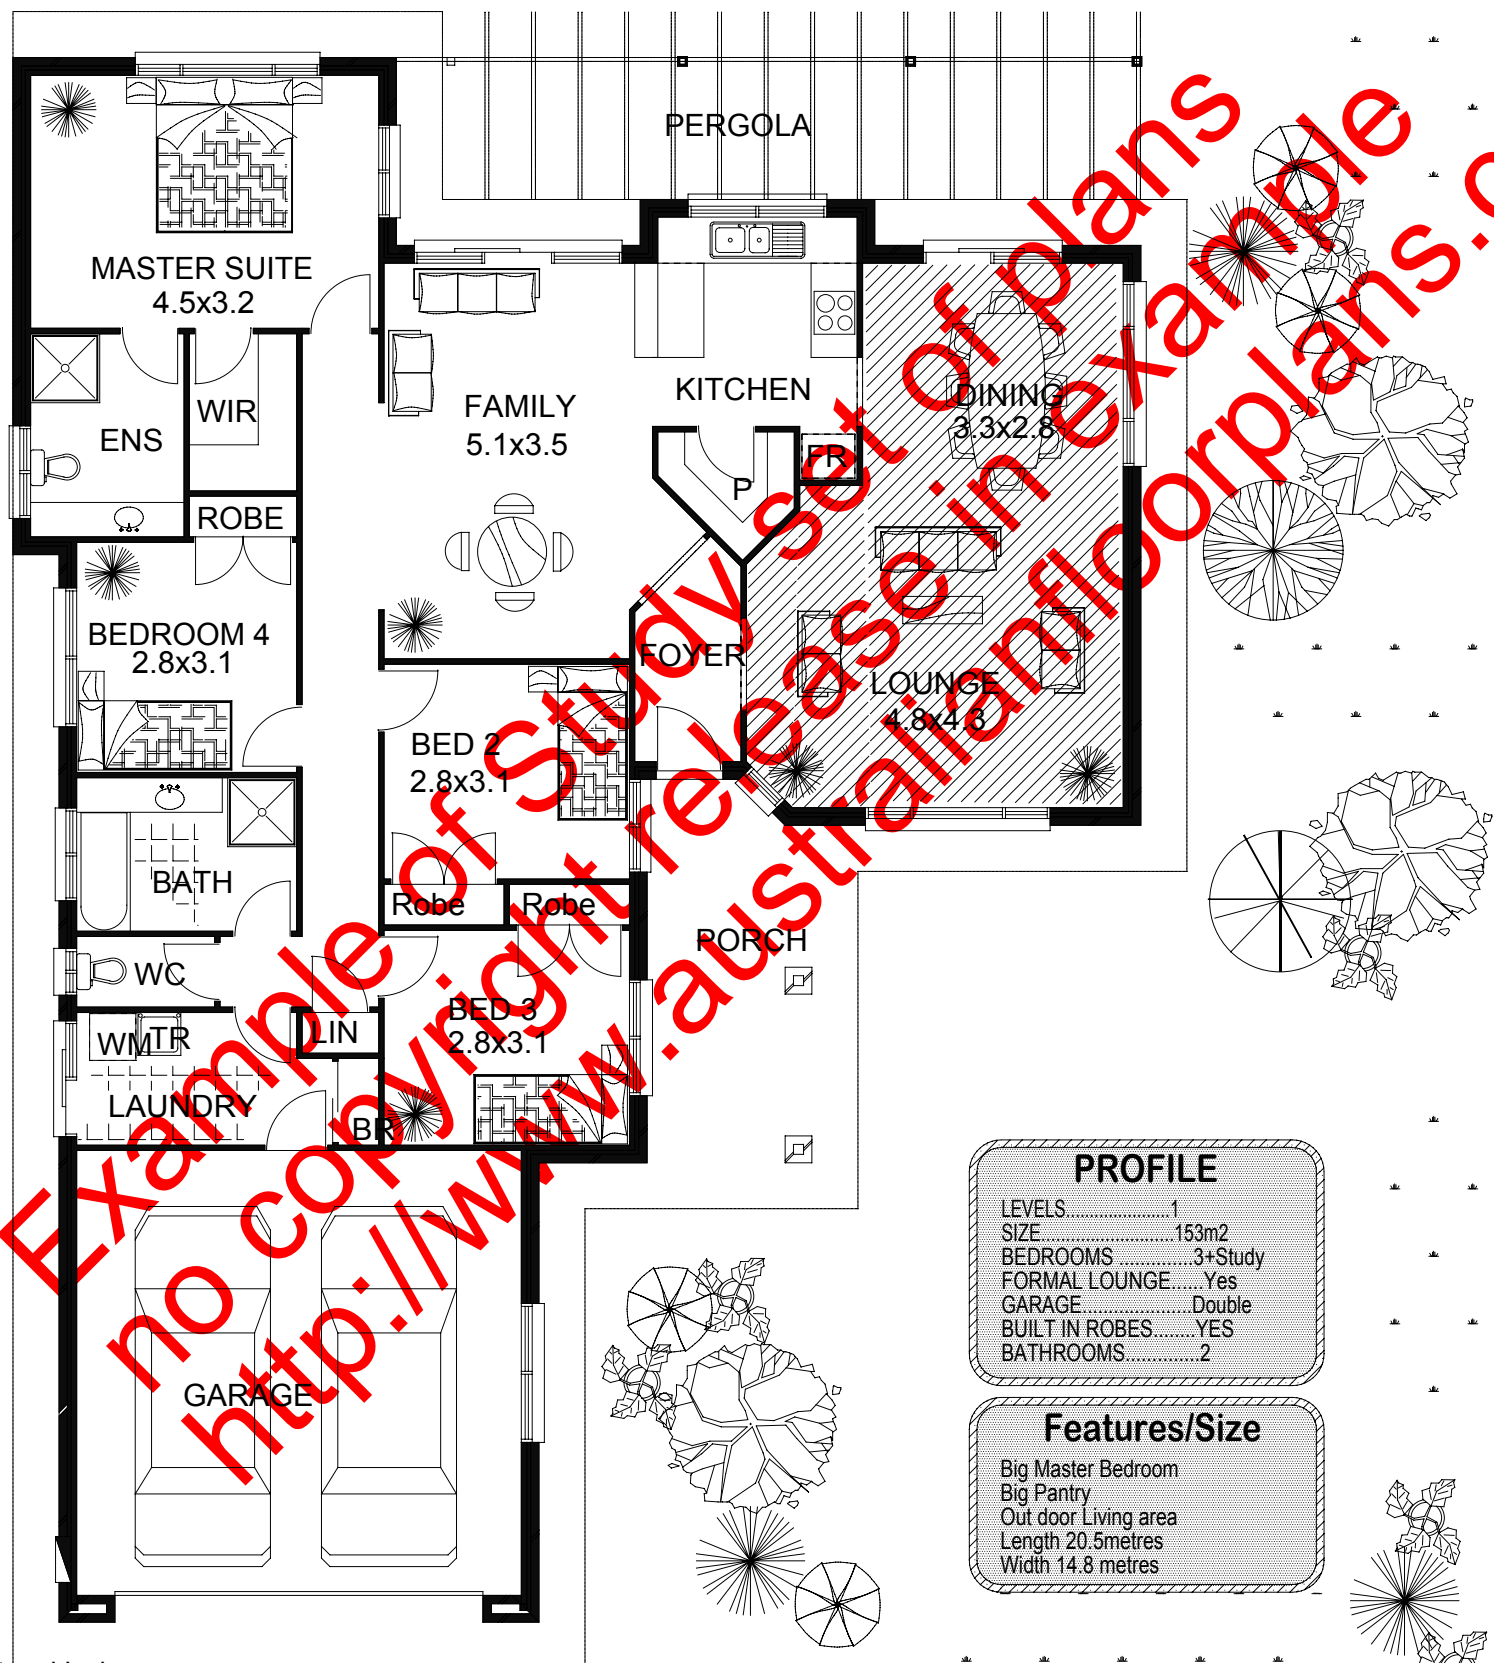 PERGOLA
MASTER SUITE
4.5x3.2
WIR
ENS
ROBE
FAMILY
5.1x3.5
KITCHEN
DINING
3.3x2.8
FR
P
BEDROOM 4
2.8x3.1
FOYER
LOUNGE
4.8x4.3
BED 2
2.8x3.1
BATH
Robe
Robe
PORCH
WC
BED 3
2.8x3.1
LIN
WM
TR
LAUNDRY
BR
GARAGE
Example of Study set of plans
no copyright release in example
http://www.australianfloorplans.c
PROFILE
LEVELS.....................1
SIZE..........................153m2
BEDROOMS ..............3+Study
FORMAL LOUNGE......Yes
GARAGE.....................Double
BUILT IN ROBES........YES
BATHROOMS..............2
Features/Size
Big Master Bedroom
Big Pantry
Out door Living area
Length 20.5metres
Width 14.8 metres